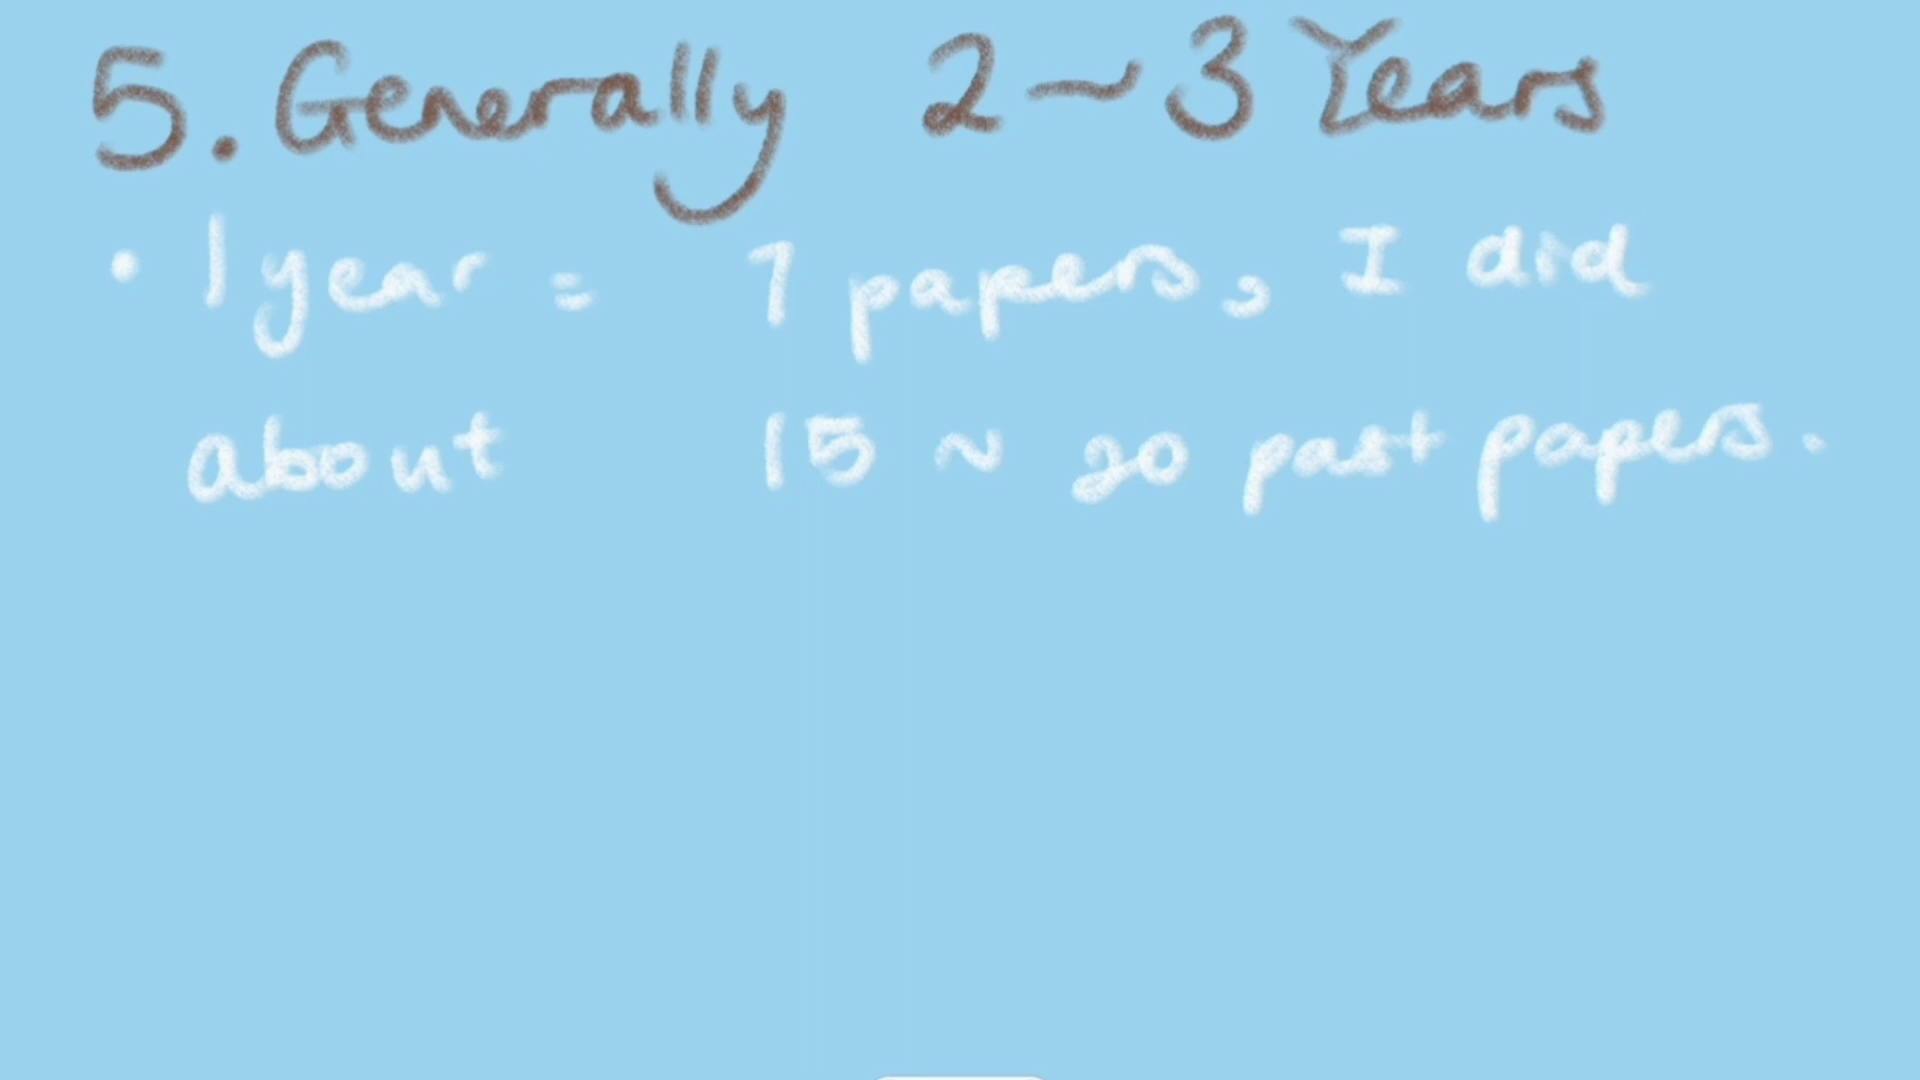 5. Generally 2~3 Years
• 1 year = 7 papers, I did
about 15 ~ 20 past papers.